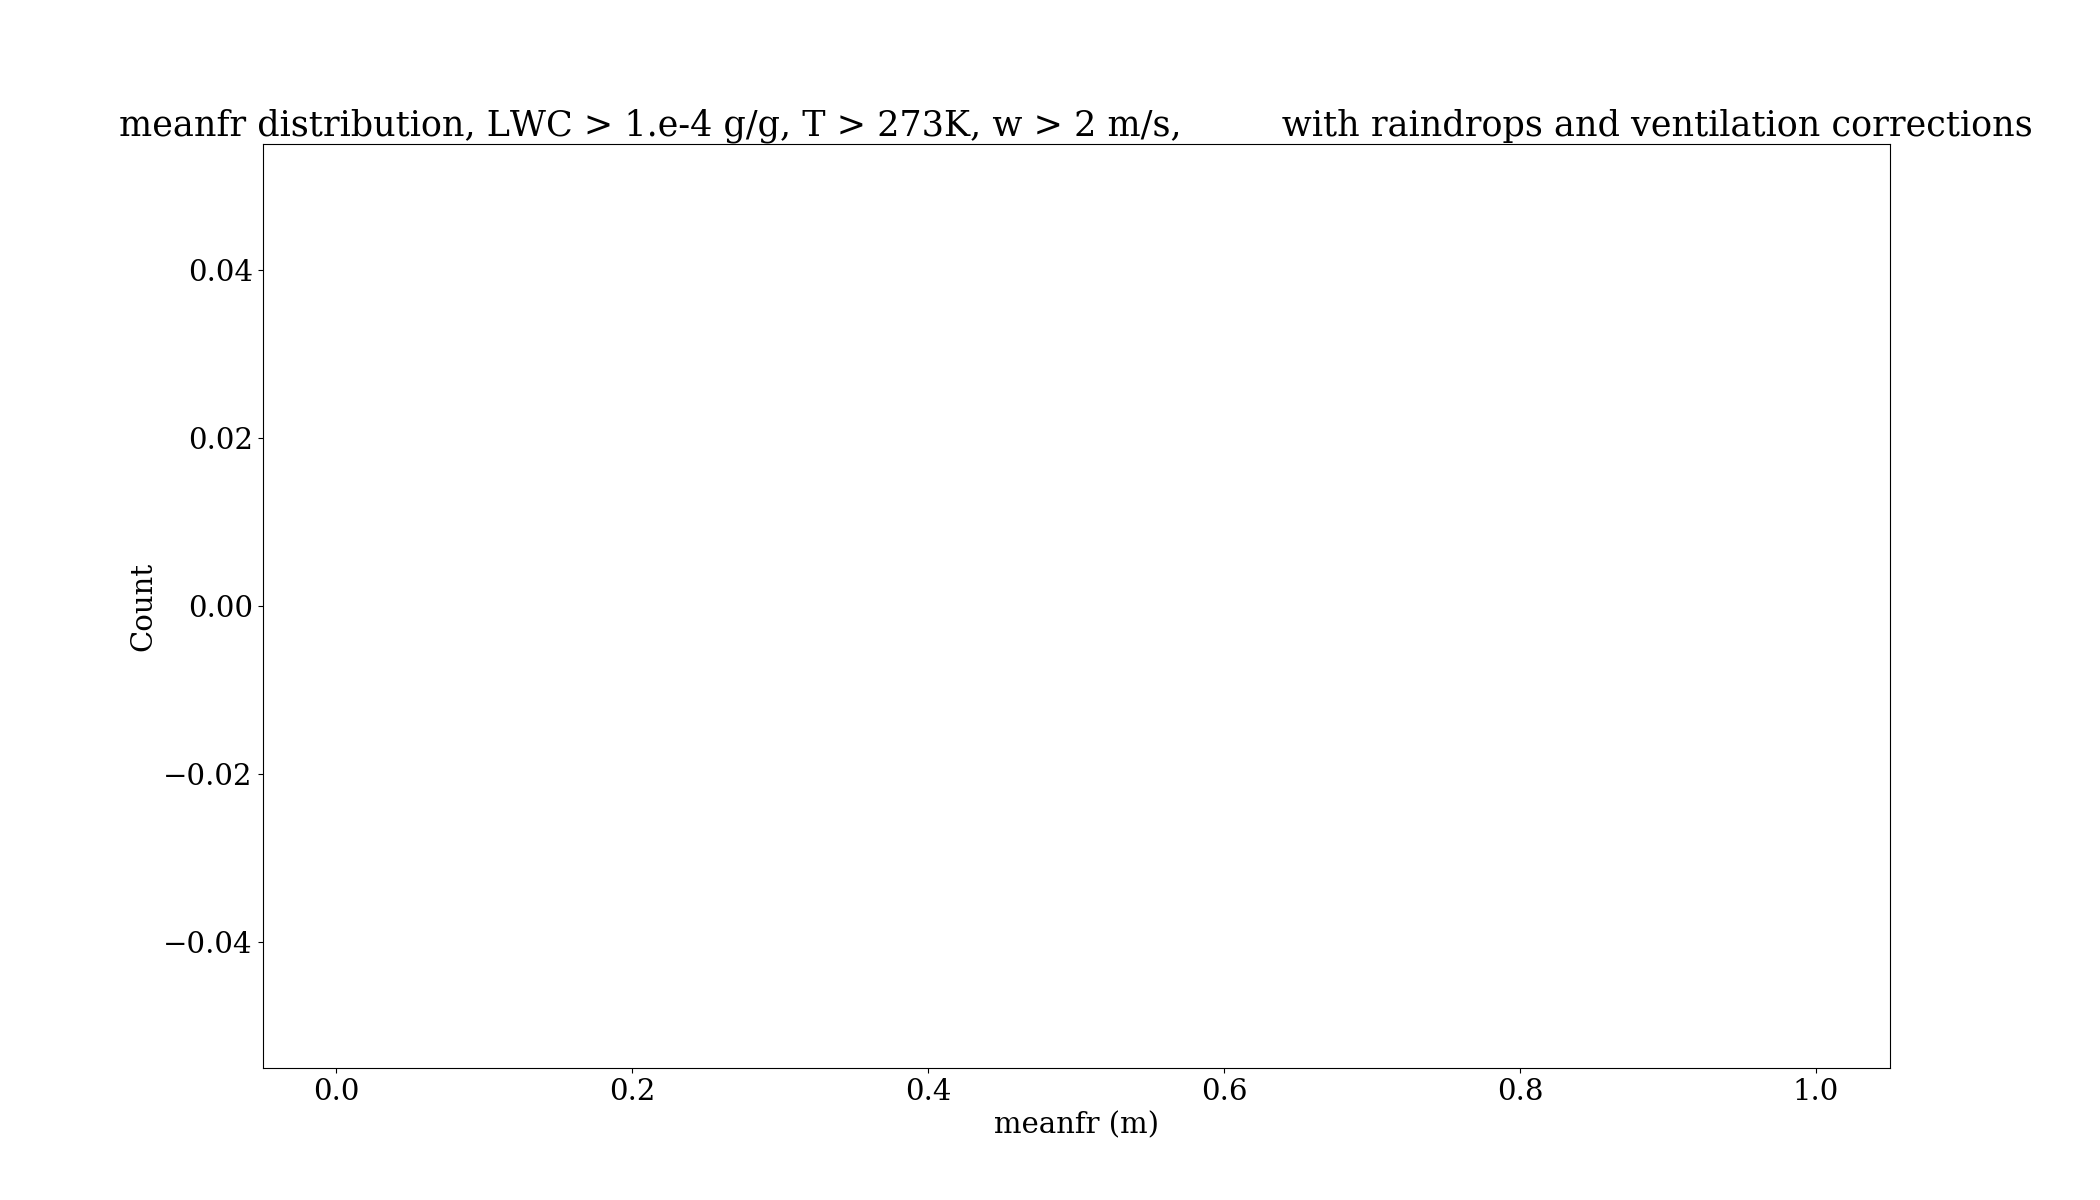 meanfr distribution, LWC > 1.e-4 g/g, T > 273K, w > 2 m/s,         with raindrops and ventilation corrections
0.04
0.02
0.00
−0.02
−0.04
Count
0.0 0.2 0.4 0.6 0.8 1.0
meanfr (m)